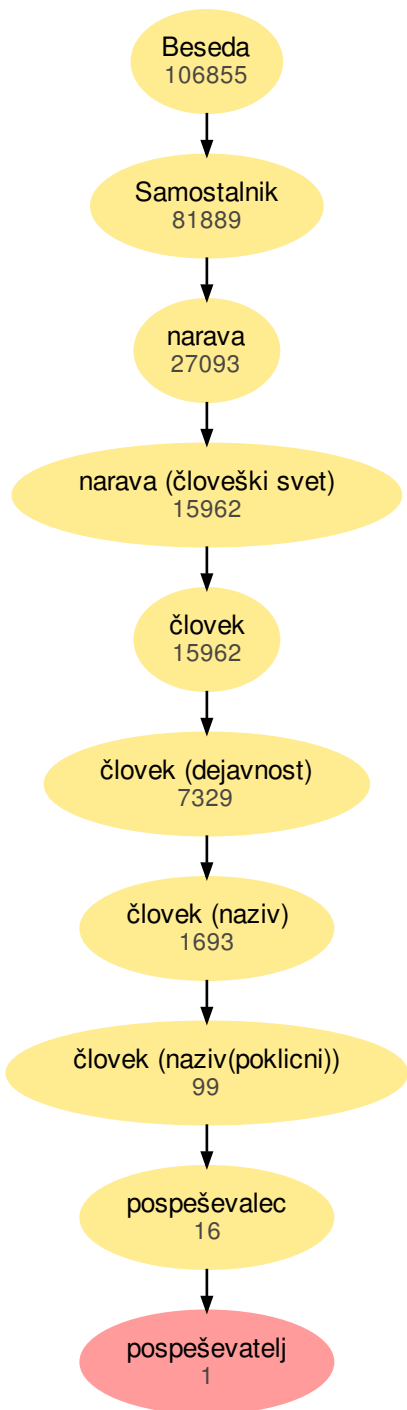 Beseda
106855
Samostalnik
81889
narava
27093
narava (človeški svet)
15962
človek
15962
človek (dejavnost)
7329
človek (naziv)
1693
človek (naziv(poklicni))
99
pospeševalec
16
pospeševatelj
1